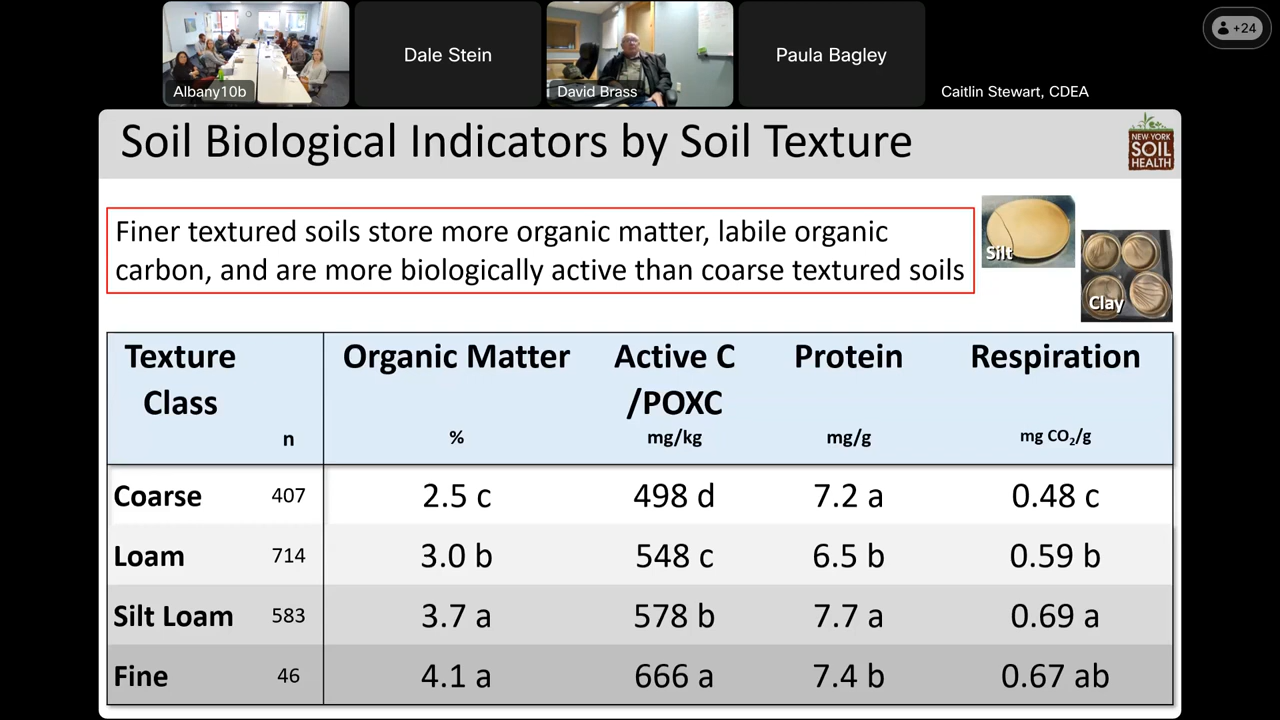 +24
Dale Stein
Paula Bagley
Albany10b
David Brass
Caitlin Stewart, CDEA
Soil Biological Indicators by Soil Texture
NEW YORK
SOIL
HEALTH
Finer textured soils store more organic matter, labile organic
carbon, and are more biologically active than coarse textured soils
Silt
Clay
Texture Class n Organic Matter % Active C /POXC mg/kg Protein mg/g Respiration mg CO₂/g
Coarse 407 2.5 c 498 d 7.2 a 0.48 c
Loam 714 3.0 b 548 c 6.5 b 0.59 b
Silt Loam 583 3.7 a 578 b 7.7 a 0.69 a
Fine 46 4.1 a 666 a 7.4 b 0.67 ab